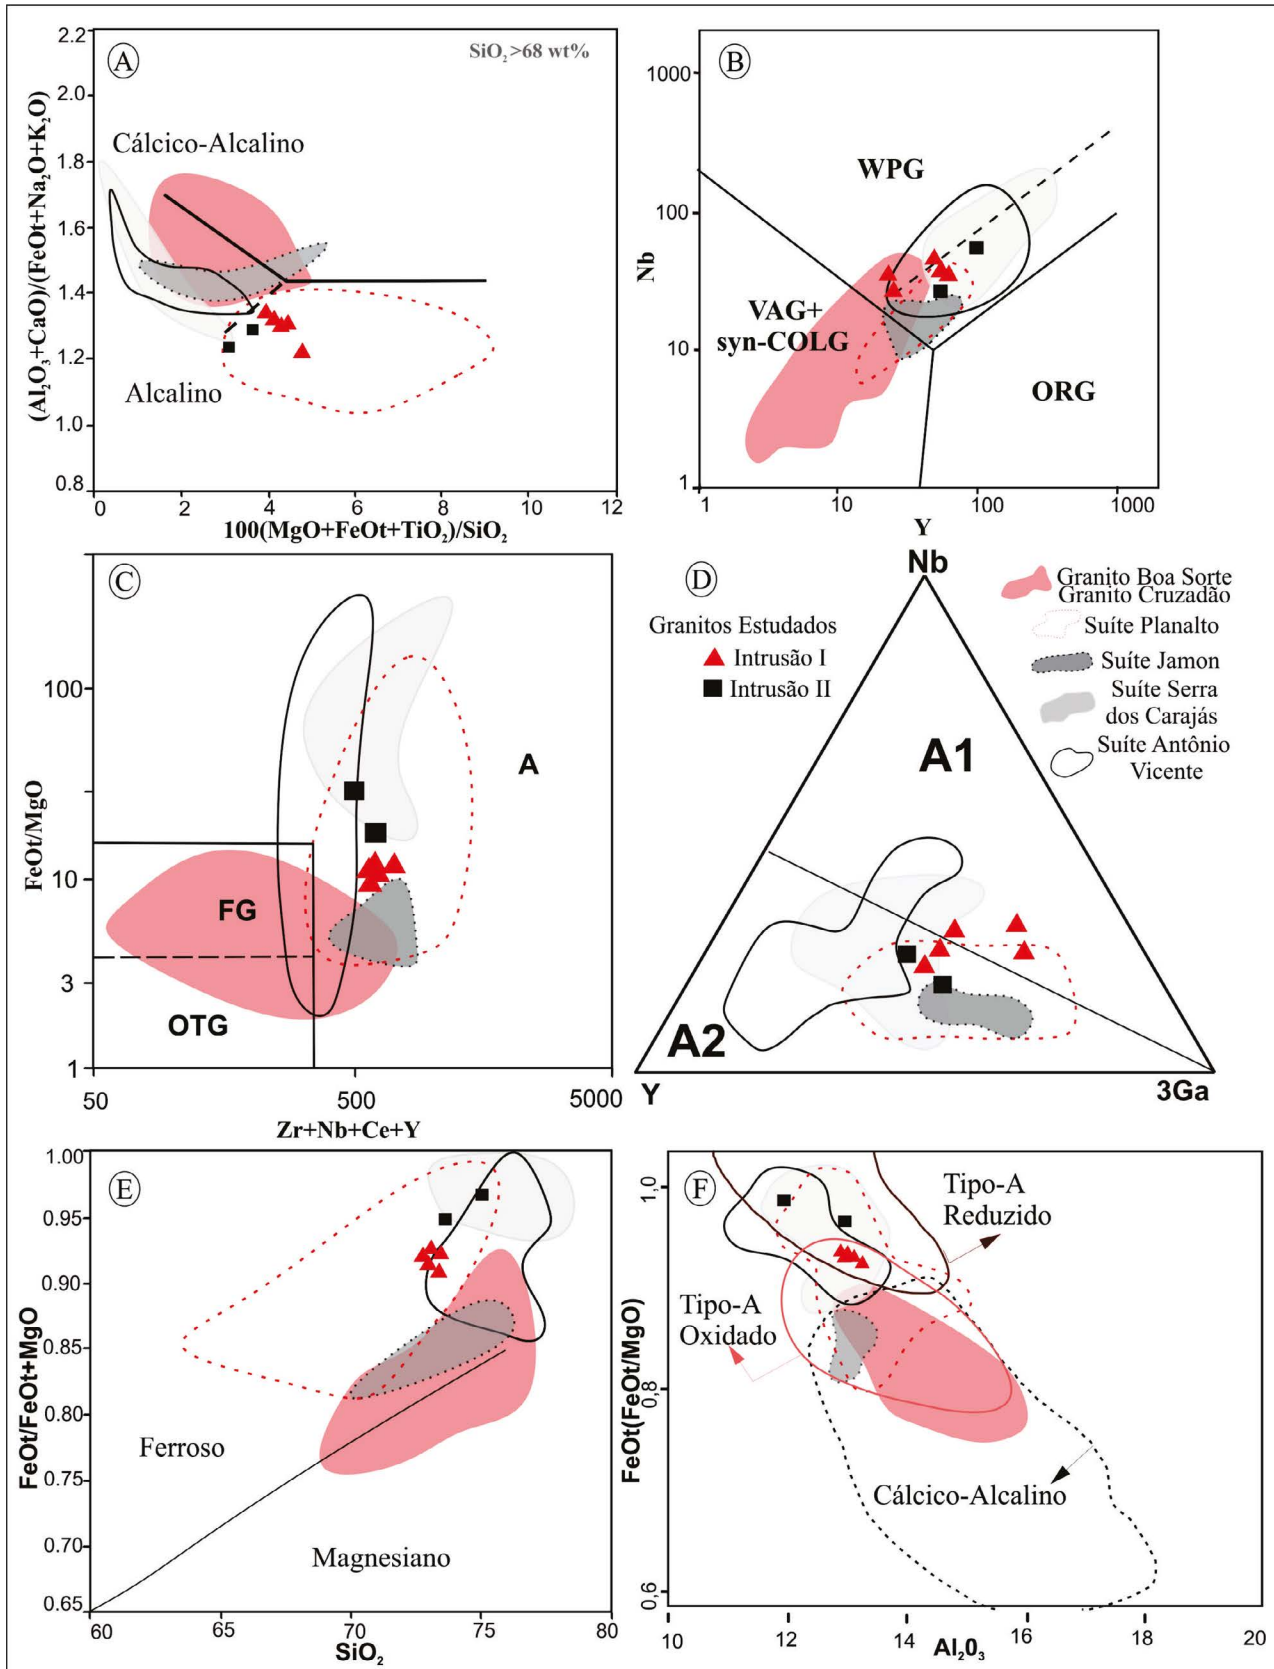 A
SiO₂>68 wt%
2.2
2.0
1.8
1.6
1.4
1.2
1.0
0.8
(Al₂O₃+CaO)/(FeOt+Na₂O+K₂O)
Cálcico-Alcalino
Alcalino
0 2 4 6 8 10 12
100(MgO+FeOt+TiO₂)/SiO₂
B
1000
100
10
1
Nb
WPG
VAG+
syn-COLG
ORG
1 10 100 1000
Y
C
100
10
3
1
FeOt/MgO
A
FG
OTG
50 500 5000
Zr+Nb+Ce+Y
D
Nb
Granitos Estudados
Intrusão I
Intrusão II
Granito Boa Sorte
Granito Cruzadão
Suíte Planalto
Suíte Jamon
Suíte Serra
dos Carajás
Suíte Antônio
Vicente
A1
A2
Y
3Ga
E
1.00
0.95
0.90
0.85
0.80
0.75
0.70
0.65
FeOt/FeOt+MgO
Ferroso
Magnesiano
60 65 70 75 80
SiO₂
F
1,0
0,8
0,6
FeOt(FeOt/MgO)
Tipo-A
Reduzido
Tipo-A
Oxidado
Cálcico-Alcalino
10 12 14 16 18 20
Al₂0₃